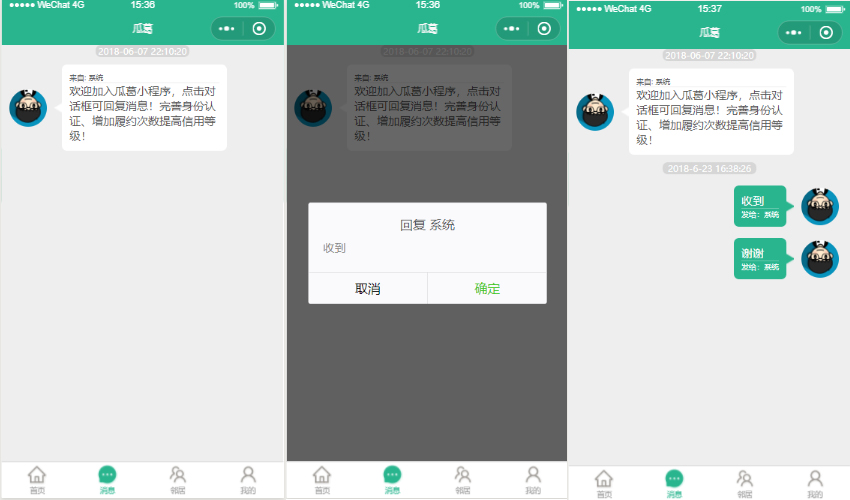 WeChat 4G 15:36 100%
瓜葛
2018-06-07 22:10:20
来自: 系统
欢迎加入瓜葛小程序，点击对
话框可回复消息！完善身份认
证、增加履约次数提高信用等
级！
首页 消息 邻居 我的
WeChat 4G 15:36 100%
瓜葛
2018-06-07 22:10:20
来自: 系统
欢迎加入瓜葛小程序，点击对
话框可回复消息！完善身份认
证、增加履约次数提高信用等
级！
回复 系统
收到
取消 确定
首页 消息 邻居 我的
WeChat 4G 15:37 100%
瓜葛
2018-06-07 22:10:20
来自: 系统
欢迎加入瓜葛小程序，点击对
话框可回复消息！完善身份认
证、增加履约次数提高信用等
级！
2018-6-23 16:38:26
收到
发给：系统
谢谢
发给：系统
首页 消息 邻居 我的